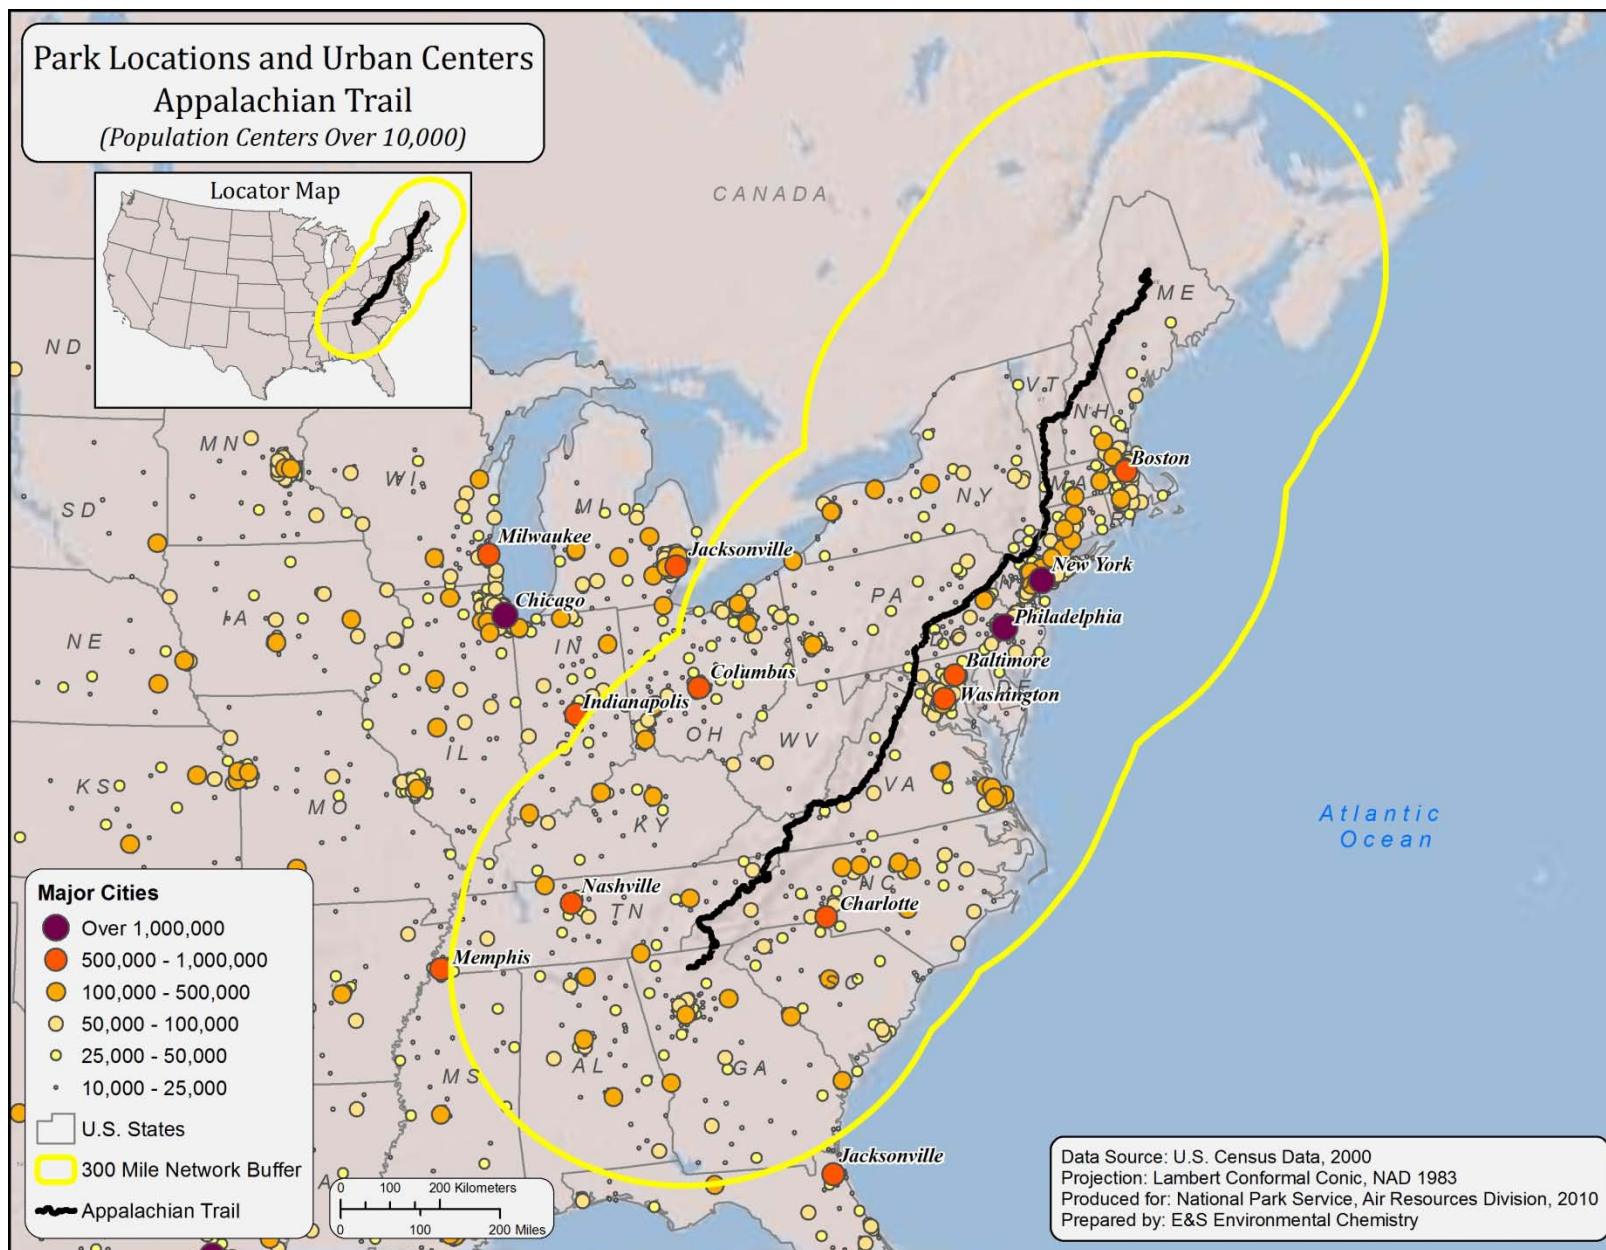 Park Locations and Urban Centers
Appalachian Trail
(Population Centers Over 10,000)
Locator Map
CANADA
ME
ND
VT
NH
MN
WI
Boston
MA
NY
MI
SD
RI
Milwaukee
Jacksonville
New York
Chicago
PA
IA
Philadelphia
NE
IN
Baltimore
Columbus
DE
Washington
Indianapolis
OH
WV
IL
KS
VA
MO
Atlantic
Ocean
KY
Nashville
NC
TN
Charlotte
Memphis
SC
MS
AL
GA
Jacksonville
Major Cities
Over 1,000,000
500,000 - 1,000,000
100,000 - 500,000
50,000 - 100,000
25,000 - 50,000
10,000 - 25,000
U.S. States
300 Mile Network Buffer
Appalachian Trail
0 100 200 Kilometers
0 100 200 Miles
Data Source: U.S. Census Data, 2000
Projection: Lambert Conformal Conic, NAD 1983
Produced for: National Park Service, Air Resources Division, 2010
Prepared by: E&S Environmental Chemistry